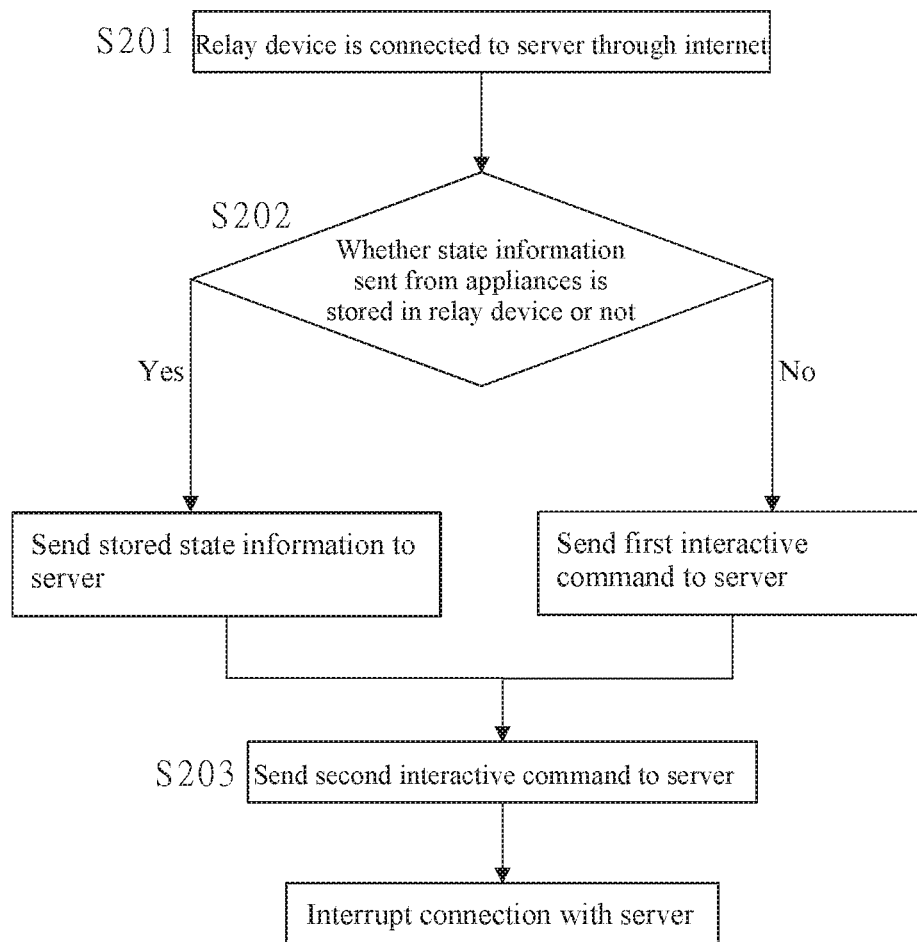 S201 Relay device is connected to server through internet
S202
Whether state information
sent from appliances is
stored in relay device or not
Yes
No
Send stored state information to
server
Send first interactive
command to server
S203 Send second interactive command to server
Interrupt connection with server